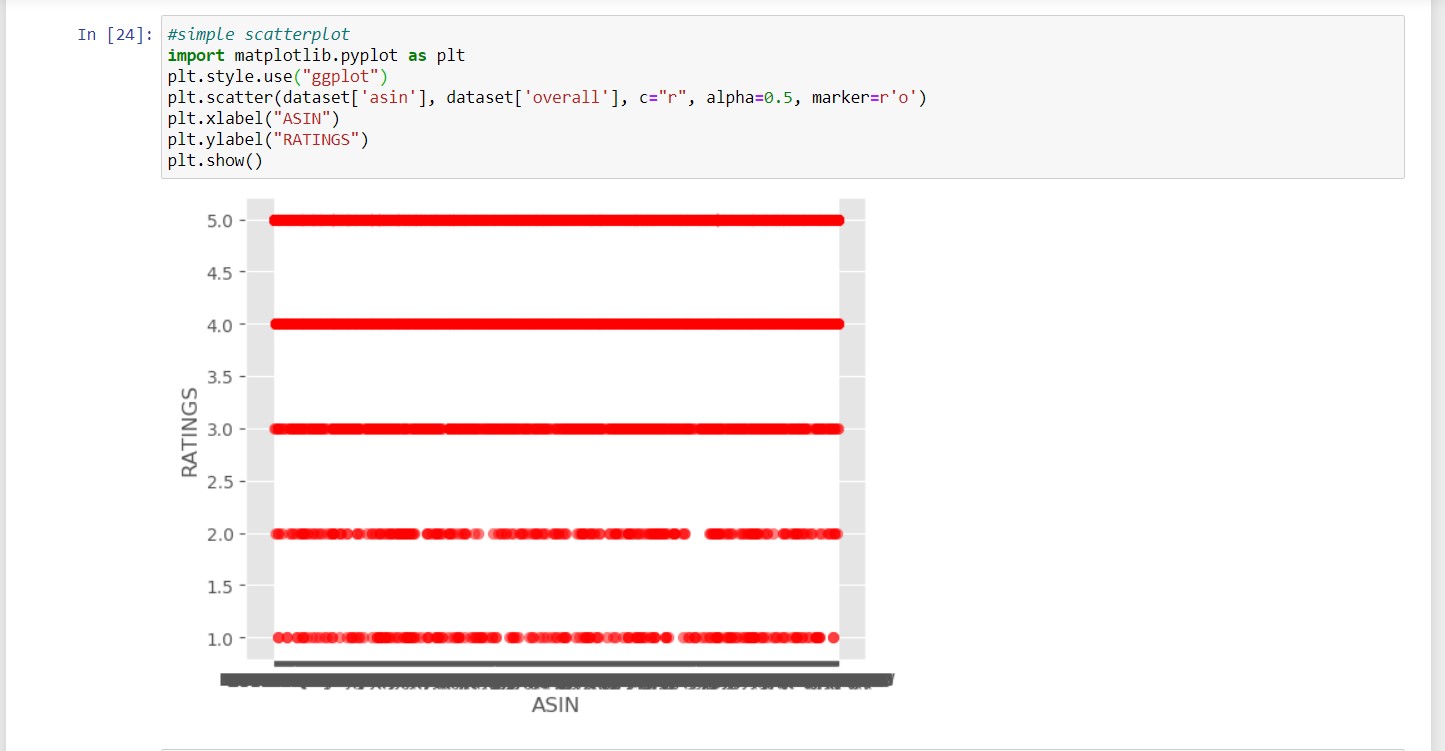 In [24]:
#simple scatterplot
import matplotlib.pyplot as plt
plt.style.use("ggplot")
plt.scatter(dataset['asin'], dataset['overall'], c="r", alpha=0.5, marker=r'o')
plt.xlabel("ASIN")
plt.ylabel("RATINGS")
plt.show()
5.0
4.5
4.0
3.5
3.0
2.5
2.0
1.5
1.0
RATINGS
ASIN